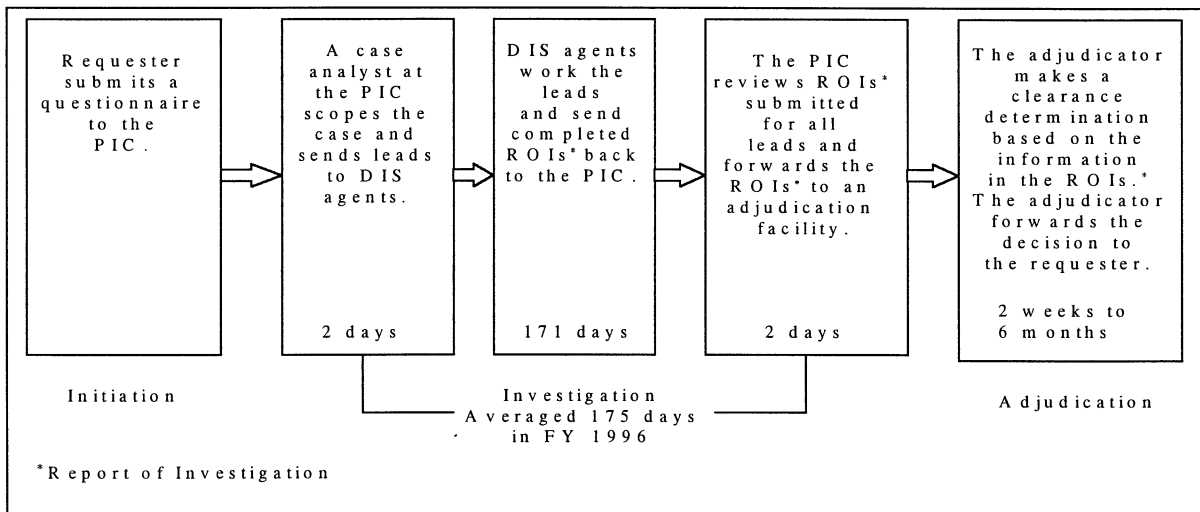 Requester
submits a
questionnaire
to the
PIC.
A case
analyst at
the PIC
scopes the
case and
sends leads
to DIS
agents.
2 days
DIS agents
work the
leads
and send
completed
ROIs* back
to the PIC.
171 days
The PIC
reviews ROIs*
submitted
for all
leads and
forwards the
ROIs* to an
adjudication
facility.
2 days
The adjudicator
makes a
clearance
determination
based on the
information
in the ROIs.*
The adjudicator
forwards the
decision to
the requester.
2 weeks to
6 months
Initiation
Investigation
Averaged 175 days
in FY 1996
Adjudication
*Report of Investigation